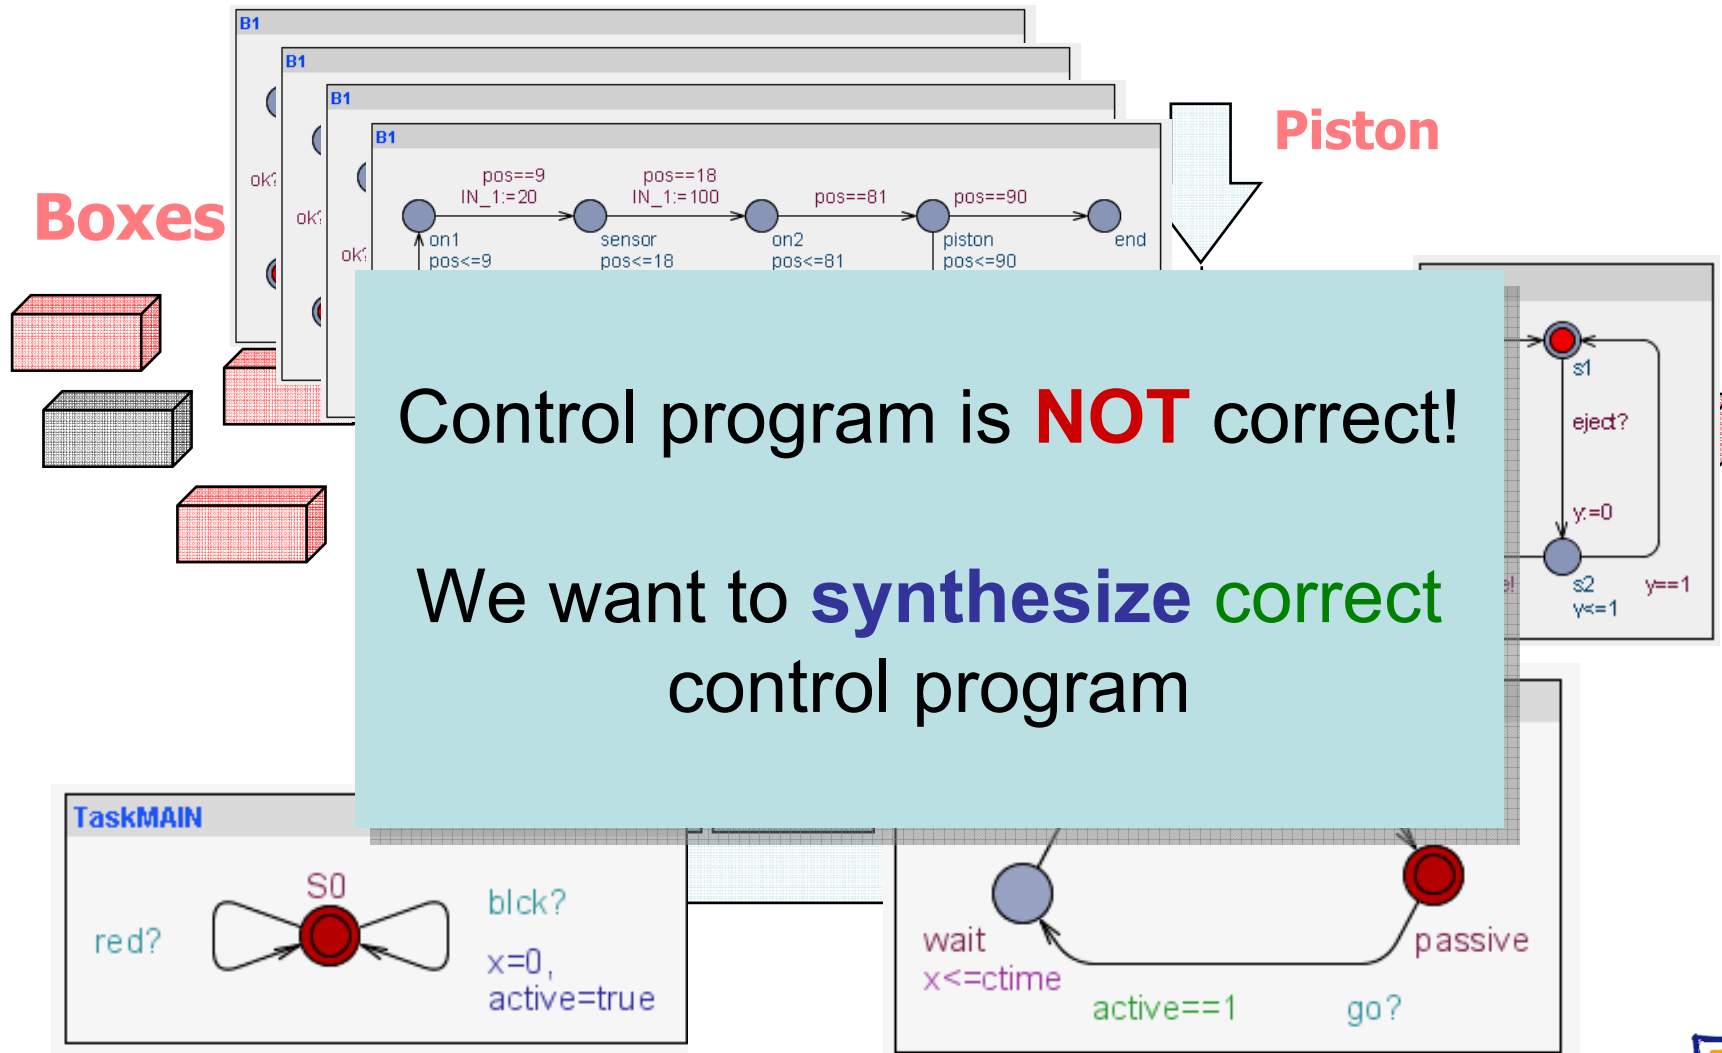 B1
B1
B1
B1
Piston
Boxes
ok?
ok?
ok?
pos==9
IN_1:=20
pos==18
IN_1:=100
pos==81
pos==90
on1
pos<=9
sensor
pos<=18
on2
pos<=81
piston
pos<=90
end
s1
eject?
y:=0
s2
y<=1
y==1
Control program is NOT correct!
We want to synthesize correct
control program
TaskMAIN
S0
red?
blck?
x=0,
active=true
wait
x<=ctime
active==1
go?
passive